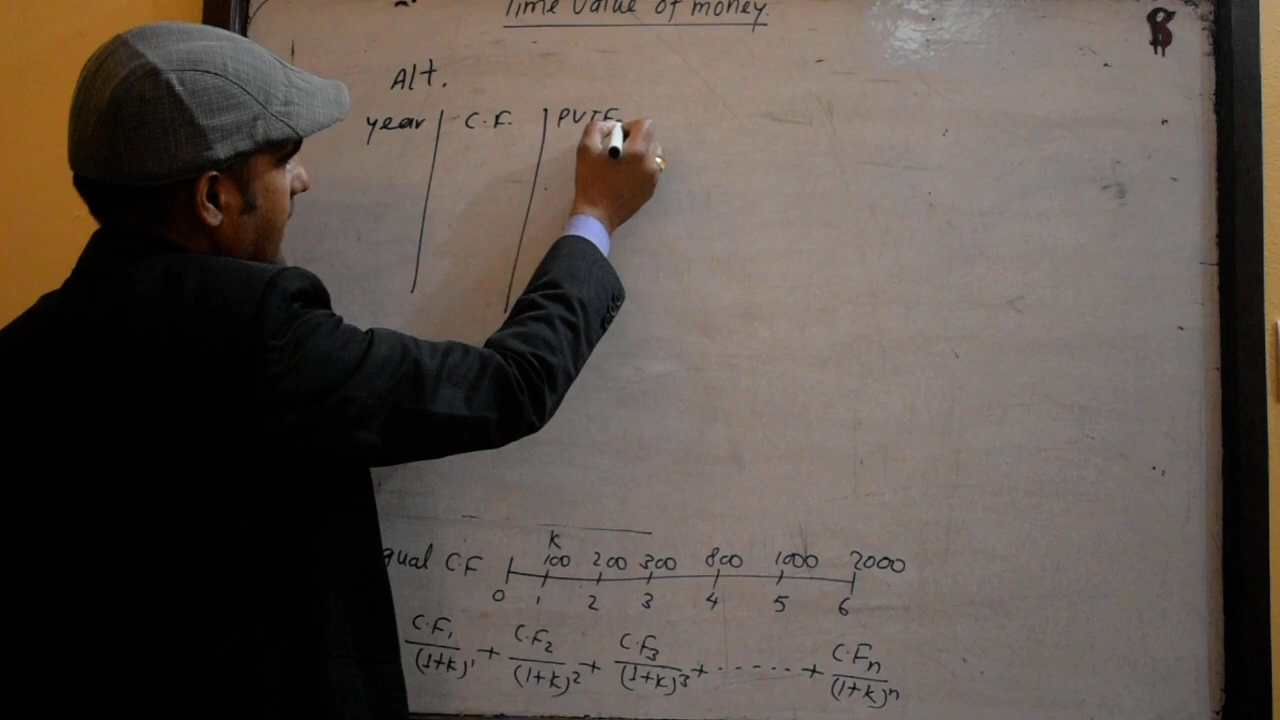 Time value of money
Alt.
year C.F. PVIF
K
qual C.F 100 200 300 800 1000 2000
0 1 2 3 4 5 6
C.F₁/(1+k)¹ + C.F₂/(1+k)² + C.F₃/(1+k)³ + ------- + C.Fₙ/(1+k)ⁿ